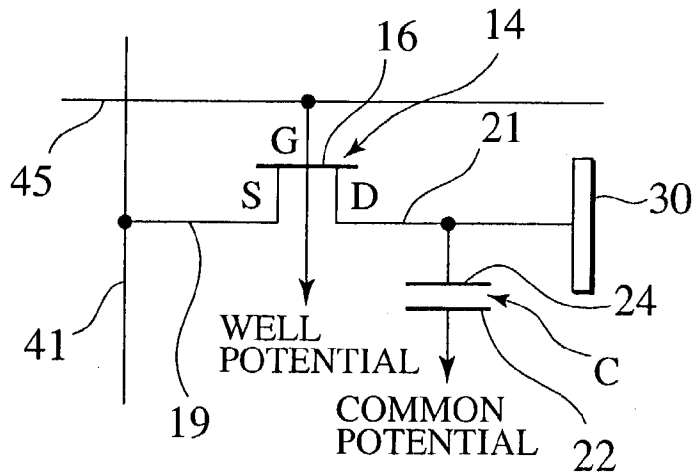 16
14
21
G
45
S
D
30
24
WELL
POTENTIAL
41
C
19
COMMON
POTENTIAL
22